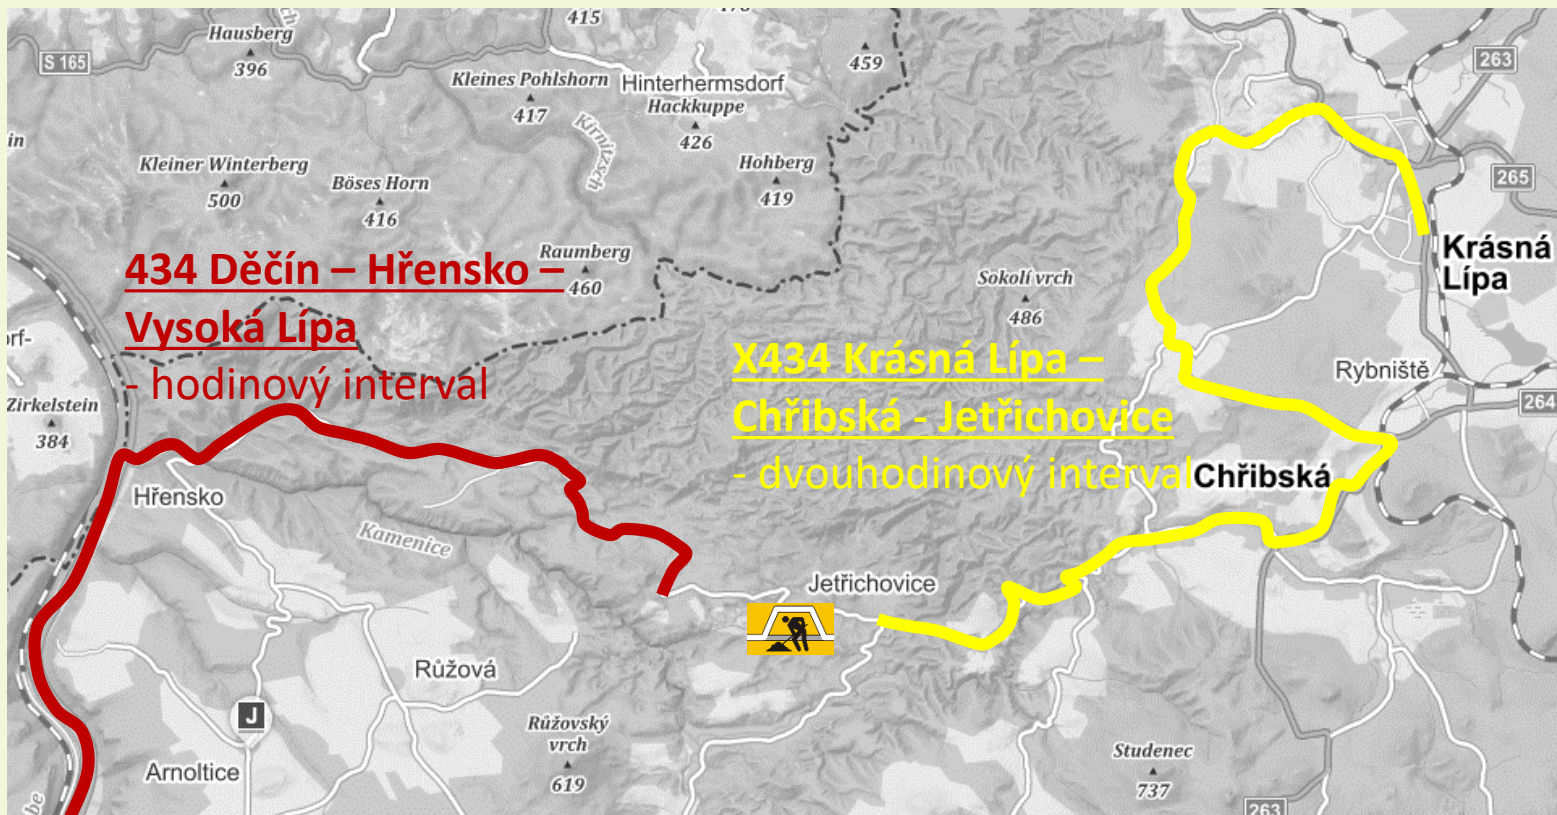 415
Hausberg
396
S 165
459
263
Kleines Pohlshorn
417
Hinterhermsdorf
Hackkuppe
426
Kirnitzsch
in
Kleiner Winterberg
500
Böses Horn
416
Hohberg
419
265
Krásná
Lípa
Raumberg
460
434 Děčín – Hřensko –
Vysoká Lípa
- hodinový interval
Sokolí vrch
486
orf-
X434 Krásná Lípa –
Chřibská - Jetřichovice
- dvouhodinový interval
Rybniště
264
Zirkelstein
384
Chřibská
Hřensko
Kamenice
Jetřichovice
Růžová
J
Růžovský
vrch
619
Arnoltice
Studenec
737
263
be